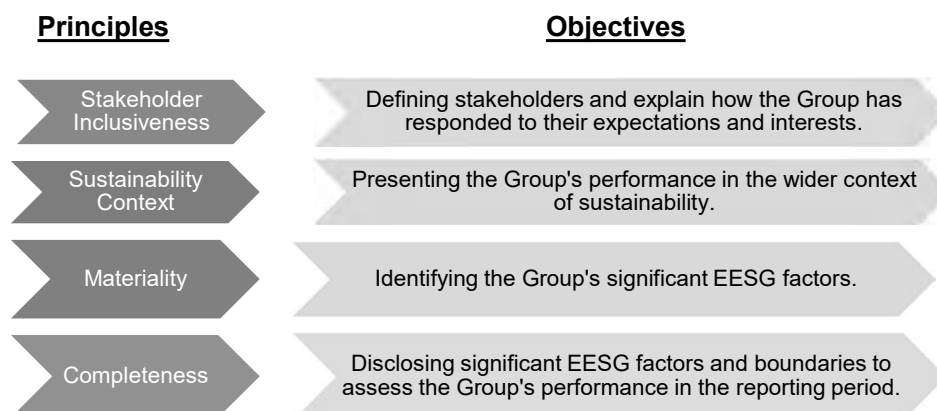 Principles
Objectives
Stakeholder
Inclusiveness
Defining stakeholders and explain how the Group has
responded to their expectations and interests.
Sustainability
Context
Presenting the Group's performance in the wider context
of sustainability.
Materiality
Identifying the Group's significant EESG factors.
Completeness
Disclosing significant EESG factors and boundaries to
assess the Group's performance in the reporting period.